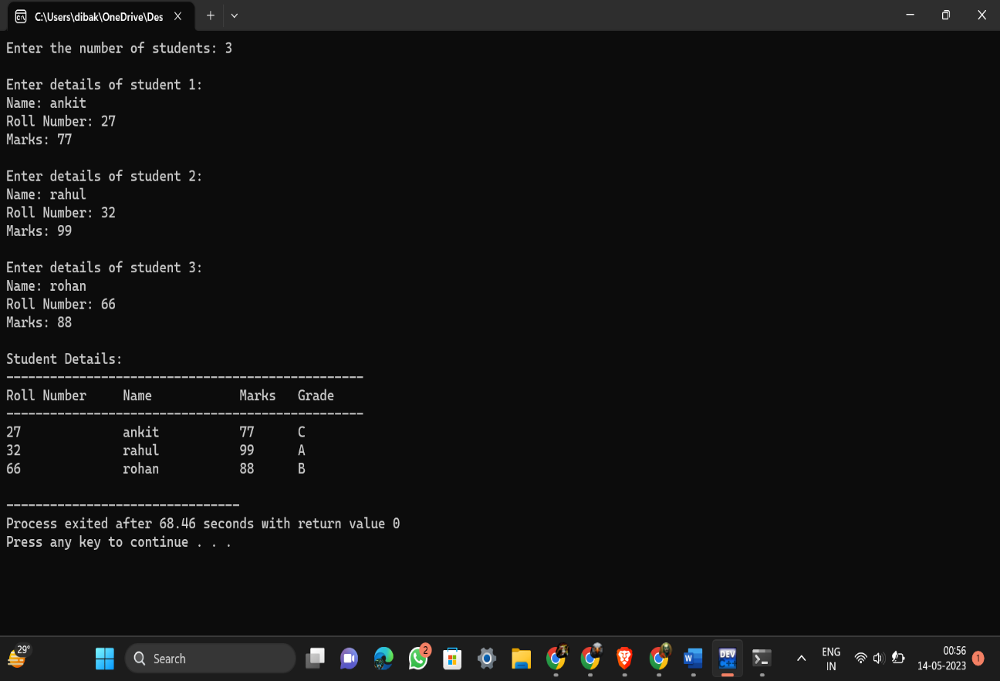 C:\Users\dibak\OneDrive\Des
Enter the number of students: 3
Enter details of student 1:
Name: ankit
Roll Number: 27
Marks: 77
Enter details of student 2:
Name: rahul
Roll Number: 32
Marks: 99
Enter details of student 3:
Name: rohan
Roll Number: 66
Marks: 88
Student Details:
-------------------------------------------------
Roll Number     Name            Marks   Grade
-------------------------------------------------
27              ankit           77      C
32              rahul           99      A
66              rohan           88      B
--------------------------------
Process exited after 68.46 seconds with return value 0
Press any key to continue . . .
29°
Search
2
W
DEV
C++
ENG
IN
00:56
14-05-2023
1